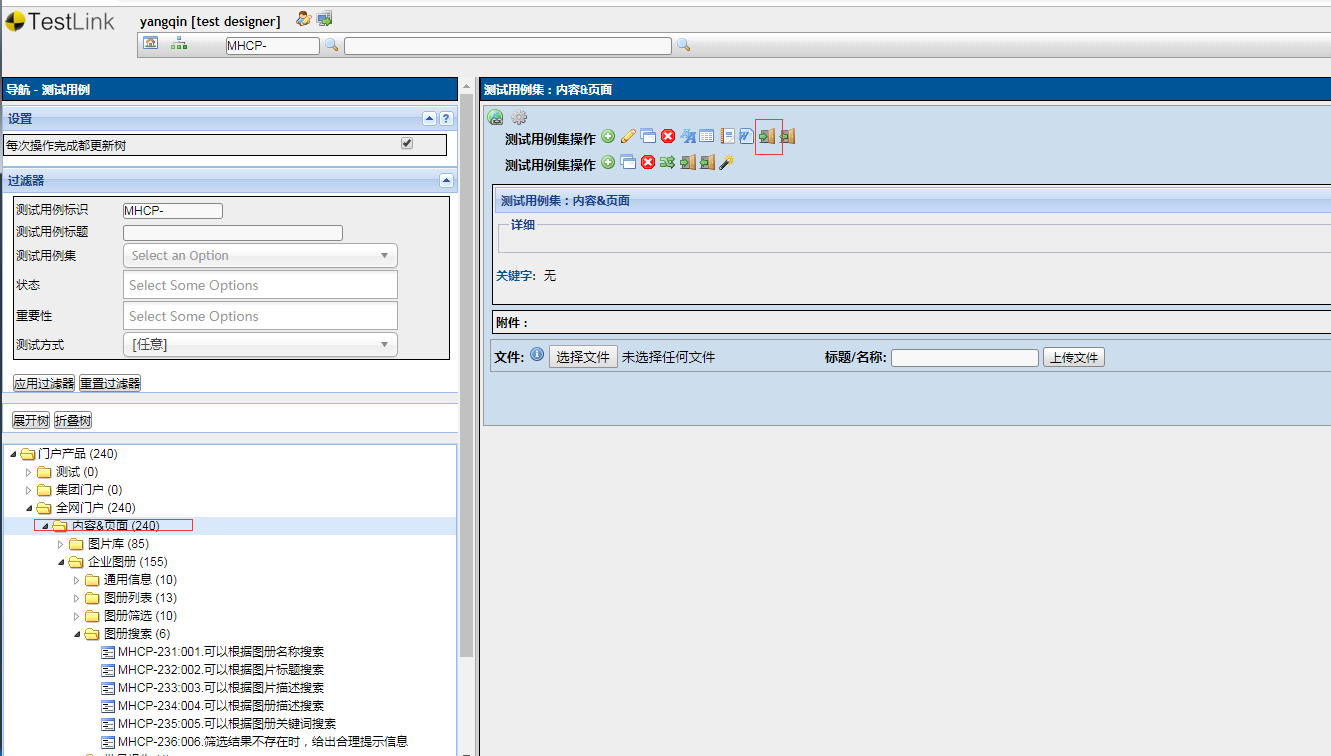 TestLink
yangqin [test designer]
MHCP-
导航 - 测试用例
设置
?
每次操作完成都更新树
过滤器
测试用例标识 MHCP-
测试用例标题
测试用例集 Select an Option
状态 Select Some Options
重要性 Select Some Options
测试方式 [任意]
应用过滤器 重置过滤器
展开树 折叠树
门户产品 (240)
测试 (0)
集团门户 (0)
全网门户 (240)
内容&页面 (240)
图片库 (85)
企业图册 (155)
通用信息 (10)
图册列表 (13)
图册筛选 (10)
图册搜索 (6)
MHCP-231:001.可以根据图册名称搜索
MHCP-232:002.可以根据图片标题搜索
MHCP-233:003.可以根据图片描述搜索
MHCP-234:004.可以根据图册描述搜索
MHCP-235:005.可以根据图册关键词搜索
MHCP-236:006.筛选结果不存在时，给出合理提示信息
测试用例集 : 内容&页面
测试用例集操作
测试用例集操作
测试用例集 : 内容&页面
详细
关键字: 无
附件 :
文件: 选择文件 未选择任何文件 标题/名称: 上传文件